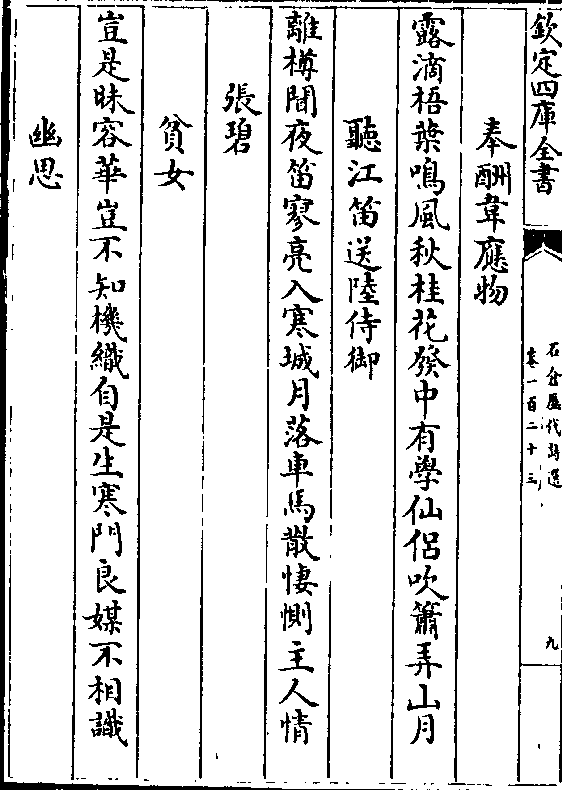 欽定四庫全書
石倉歷代詩選
卷一百二十三
九
奉酬韋應物
露滴梧葉鳴風秋桂花發中有學仙侶吹簫弄山月
聽江笛送陸侍御
離樽聞夜笛寥亮入寒城月落車馬散悽惻主人情
張碧
貧女
豈是昧容華豈不知機織自是生寒門良媒不相識
幽思